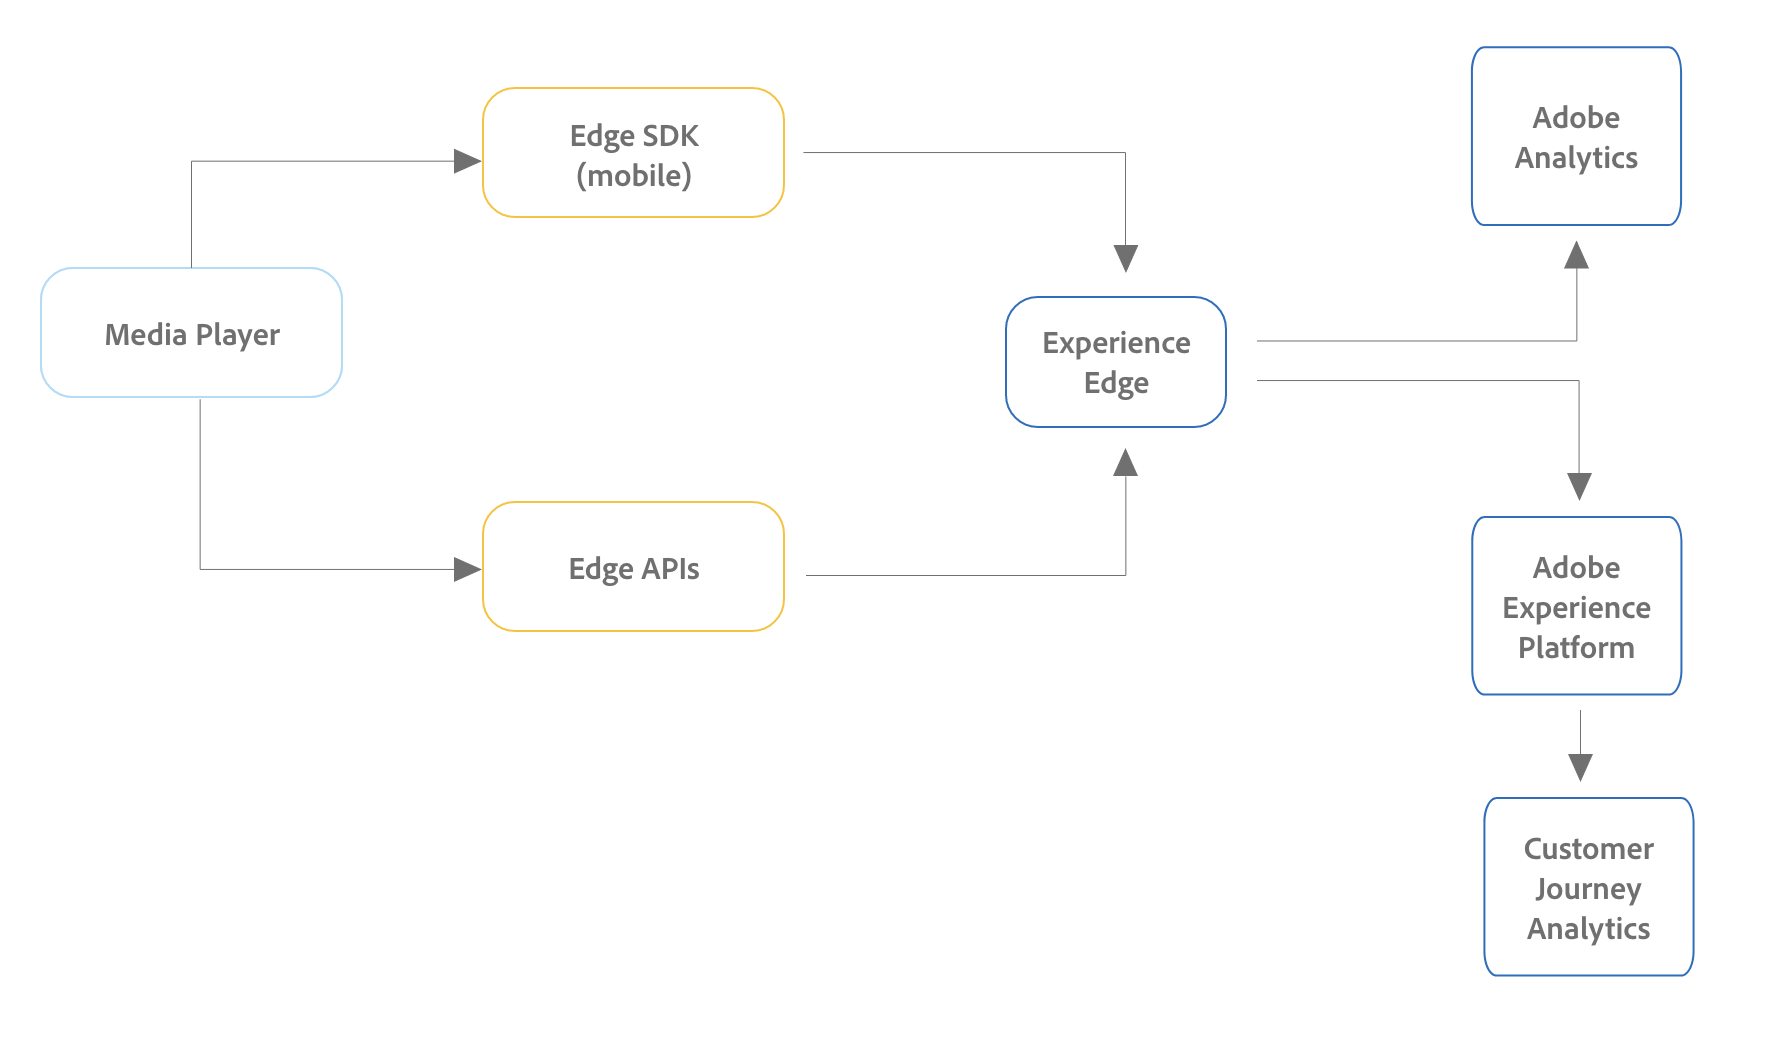 Edge SDK
(mobile)
Adobe
Analytics
Media Player
Experience
Edge
Edge APIs
Adobe
Experience
Platform
Customer
Journey
Analytics